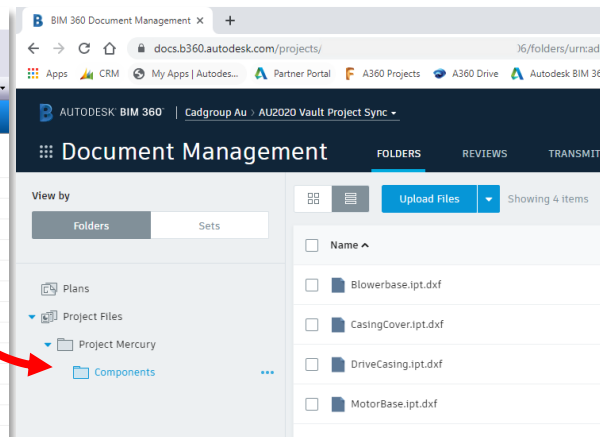 BIM 360 Document Management
docs.b360.autodesk.com/projects/ )6/folders/urn:ad
Apps CRM My Apps | Autodes... Partner Portal A360 Projects A360 Drive Autodesk BIM 36
AUTODESK® BIM 360® | Cadgroup Au > AU2020 Vault Project Sync
Document Management FOLDERS REVIEWS TRANSMIT
View by
Folders Sets
Upload Files Showing 4 items
Name
Plans
Project Files
Project Mercury
Components
Blowerbase.ipt.dxf
CasingCover.ipt.dxf
DriveCasing.ipt.dxf
MotorBase.ipt.dxf